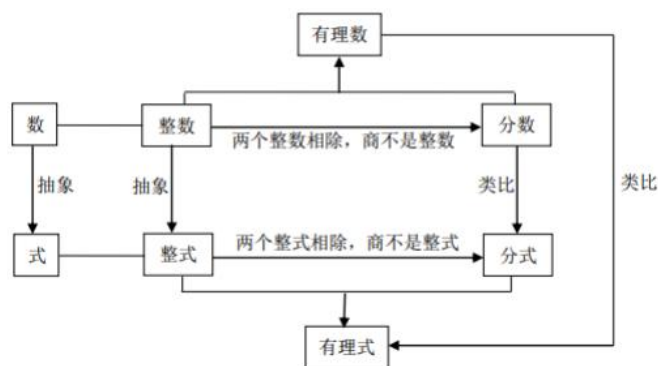 有理数
数
整数
两个整数相除，商不是整数
分数
抽象
抽象
类比
类比
式
整式
两个整式相除，商不是整式
分式
有理式